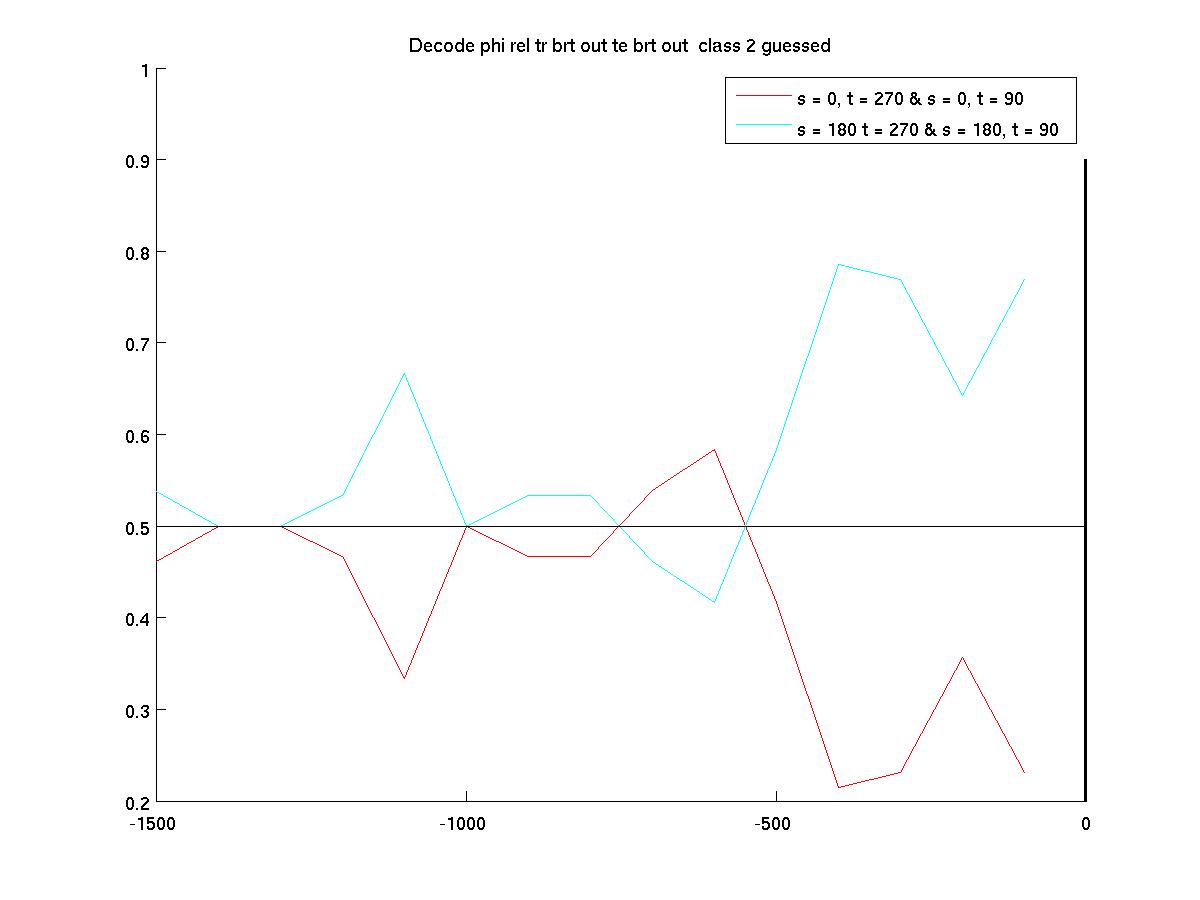 Decode phi rel tr brt out te brt out  class 2 guessed
1
s = 0, t = 270 & s = 0, t = 90
s = 180 t = 270 & s = 180, t = 90
0.9
0.8
0.7
0.6
0.5
0.4
0.3
0.2
-1500 -1000 -500 0